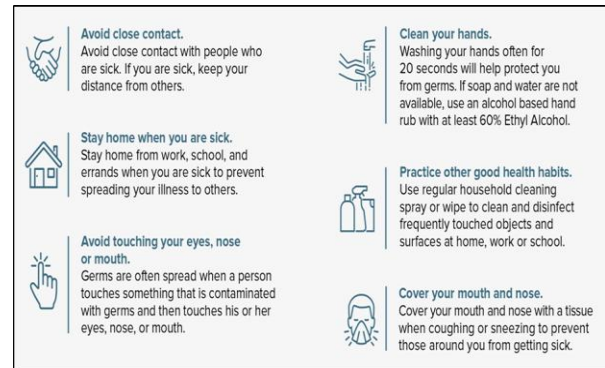 Avoid close contact.
Avoid close contact with people who
are sick. If you are sick, keep your
distance from others.
Stay home when you are sick.
Stay home from work, school, and
errands when you are sick to prevent
spreading your illness to others.
Avoid touching your eyes, nose
or mouth.
Germs are often spread when a person
touches something that is contaminated
with germs and then touches his or her
eyes, nose, or mouth.
Clean your hands.
Washing your hands often for
20 seconds will help protect you
from germs. If soap and water are not
available, use an alcohol based hand
rub with at least 60% Ethyl Alcohol.
Practice other good health habits.
Use regular household cleaning
spray or wipe to clean and disinfect
frequently touched objects and
surfaces at home, work or school.
Cover your mouth and nose.
Cover your mouth and nose with a tissue
when coughing or sneezing to prevent
those around you from getting sick.